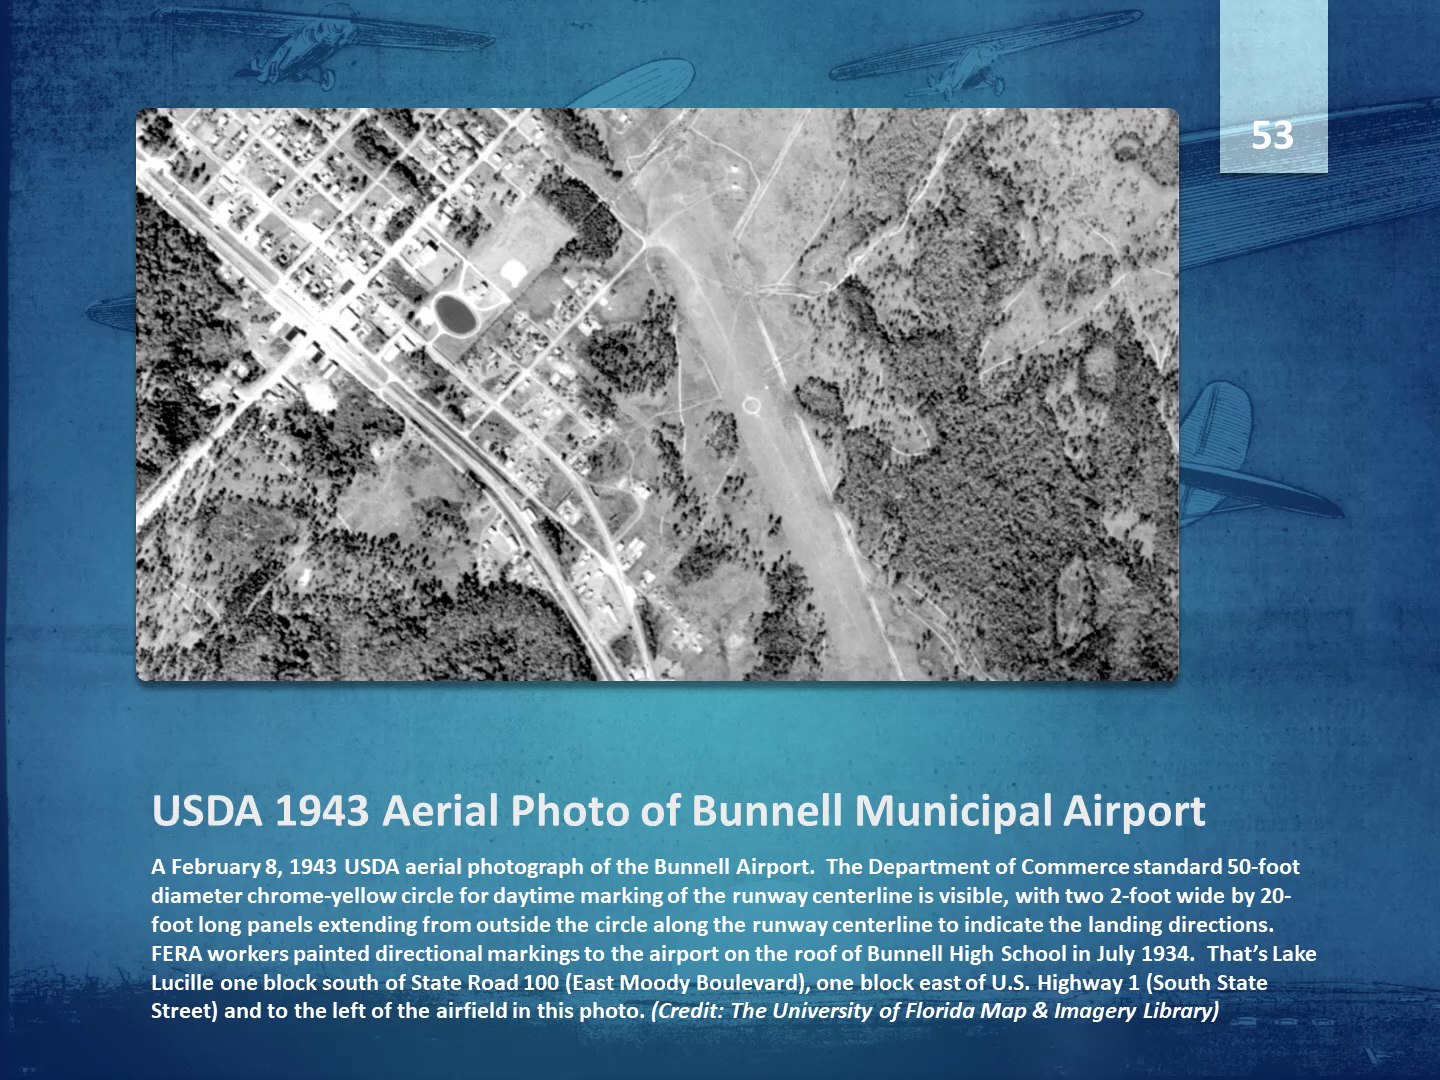 53
USDA 1943 Aerial Photo of Bunnell Municipal Airport
A February 8, 1943 USDA aerial photograph of the Bunnell Airport.  The Department of Commerce standard 50-foot
diameter chrome-yellow circle for daytime marking of the runway centerline is visible, with two 2-foot wide by 20-
foot long panels extending from outside the circle along the runway centerline to indicate the landing directions.
FERA workers painted directional markings to the airport on the roof of Bunnell High School in July 1934.  That’s Lake
Lucille one block south of State Road 100 (East Moody Boulevard), one block east of U.S. Highway 1 (South State
Street) and to the left of the airfield in this photo. (Credit: The University of Florida Map & Imagery Library)